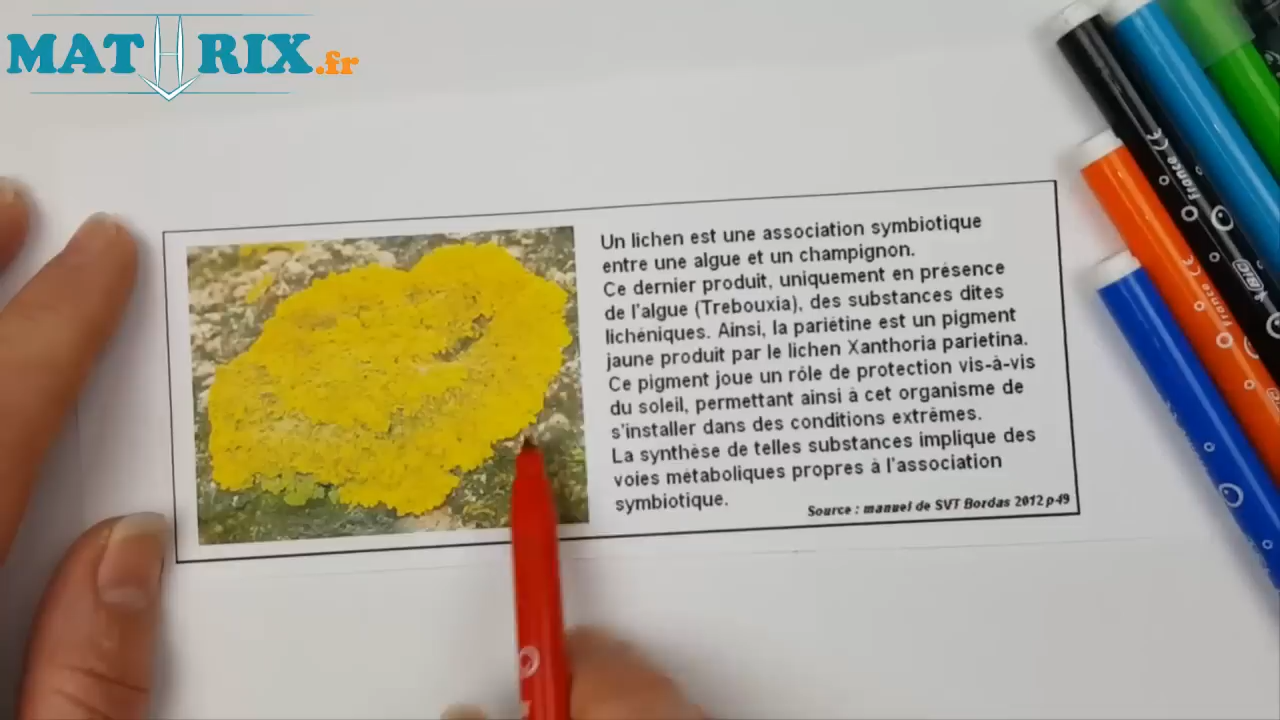 MATHRIX.fr
Un lichen est une association symbiotique
entre une algue et un champignon.
Ce dernier produit, uniquement en présence
de l'algue (Trebouxia), des substances dites
lichéniques. Ainsi, la pariétine est un pigment
jaune produit par le lichen Xanthoria parietina.
Ce pigment joue un rôle de protection vis-à-vis
du soleil, permettant ainsi à cet organisme de
s'installer dans des conditions extrêmes.
La synthèse de telles substances implique des
voies métaboliques propres à l'association
symbiotique.
Source : manuel de SVT Bordas 2012 p49
France
BIC
France
France